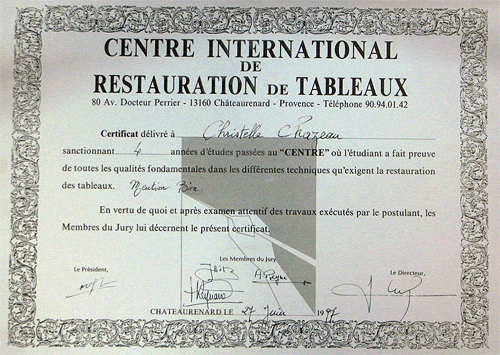 CENTRE INTERNATIONAL
DE
RESTAURATION DE TABLEAUX
80 Av. Docteur Perrier - 13160 Châteaurenard - Provence - Téléphone 90.94.01.42
Certificat délivré à Christelle Chazeau
sanctionnant 4 années d'études passées au "CENTRE" où l'étudiant a fait preuve
de toutes les qualités fondamentales dans les différentes techniques qu'exigent la restauration
des tableaux. Mention Bien.
En vertu de quoi et après examen attentif des travaux exécutés par le postulant, les
Membres du Jury lui décernent le présent certificat.
Le Président,
Les Membres du Jury
Le Directeur,
CHATEAURENARD LE 27 Juin 1997